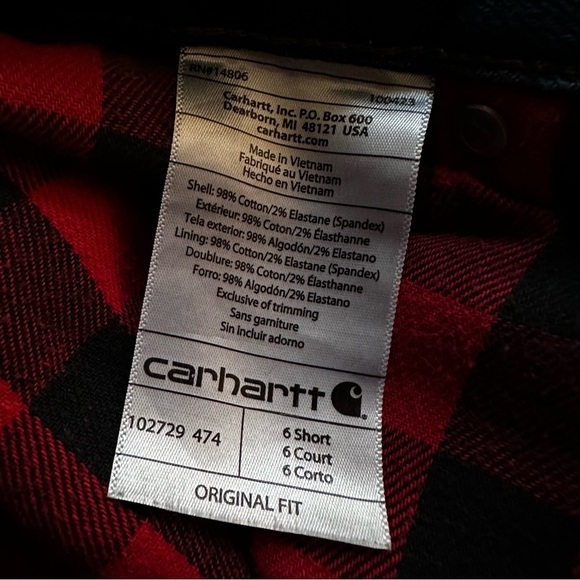 RN#14806
100423
Carhartt, Inc. P.O. Box 600
Dearborn, MI 48121 USA
carhartt.com
Made in Vietnam
Fabriqué au Vietnam
Hecho en Vietnam
Shell: 98% Cotton/2% Elastane (Spandex)
Extérieur: 98% Coton/2% Élasthanne
Tela exterior: 98% Algodón/2% Elastano
Lining: 98% Cotton/2% Elastane (Spandex)
Doublure: 98% Coton/2% Élasthanne
Forro: 98% Algodón/2% Elastano
Exclusive of trimming
Sans garniture
Sin Incluir adorno
carhartt
102729 474
6 Short
6 Court
6 Corto
ORIGINAL FIT